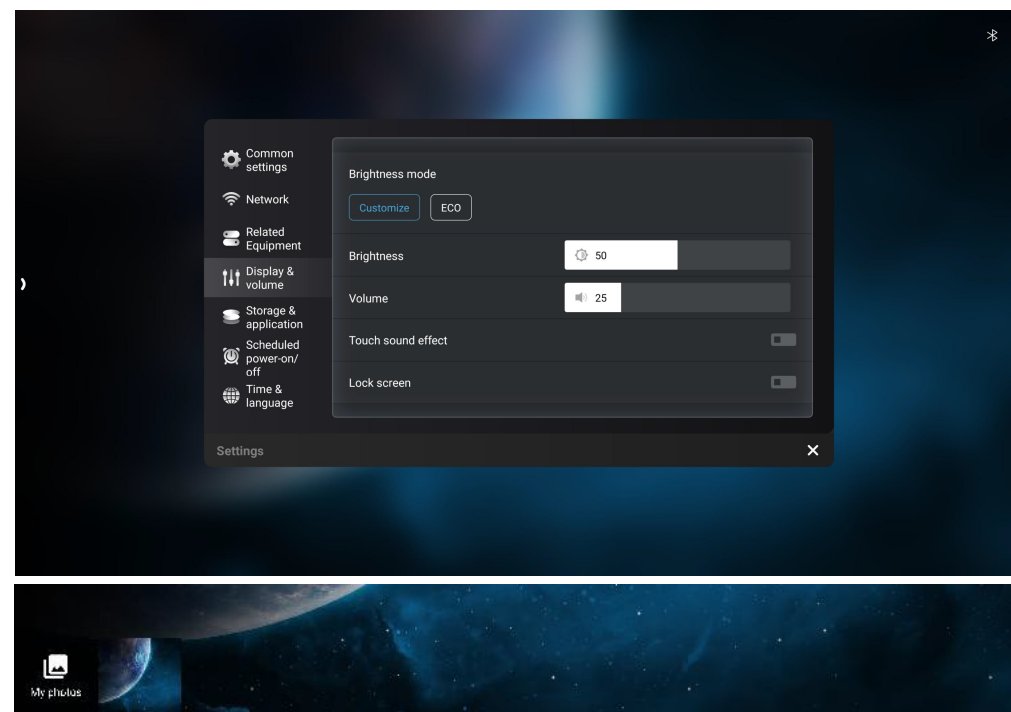 Common
settings
Network
Related
Equipment
Display &
volume
Storage &
application
Scheduled
power-on/
off
Time &
language
Brightness mode
Customize ECO
Brightness 50
Volume 25
Touch sound effect
Lock screen
Settings
My photos